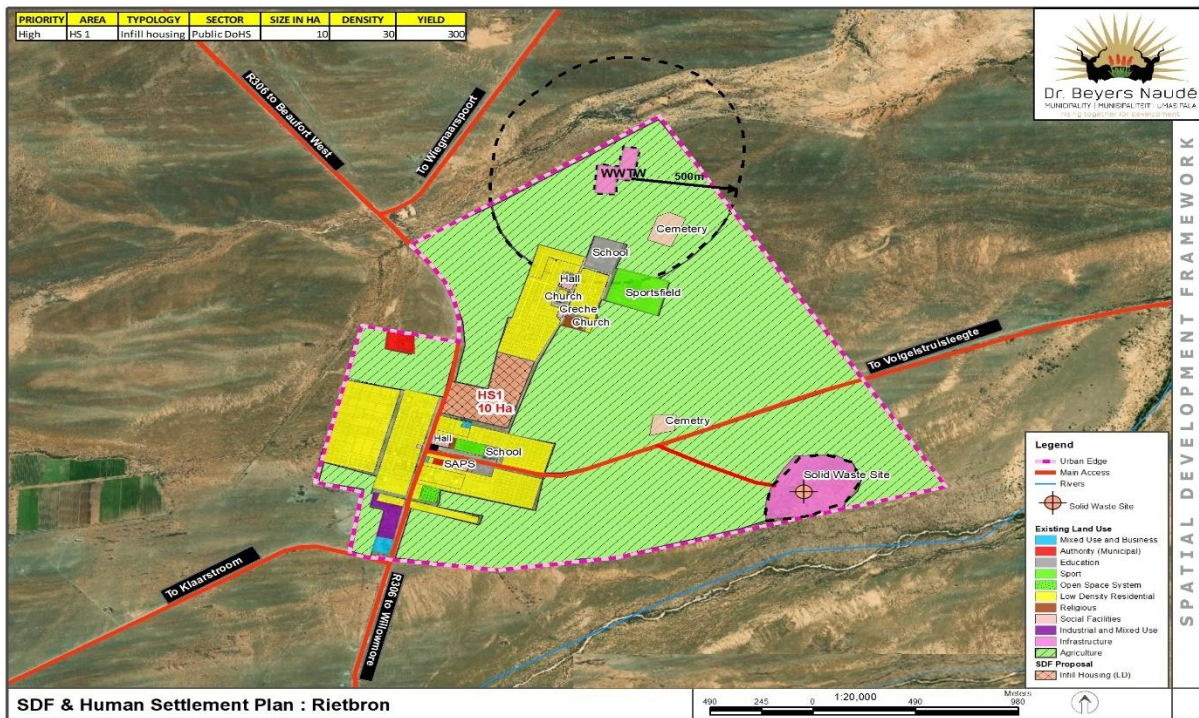 PRIORITY AREA TYPOLOGY SECTOR SIZE IN HA DENSITY YIELD
High HS 1 Infill housing Public DoHS 10 30 300
Dr. Beyers Naudé
MUNICIPALITY | MUNISIPALITEIT | UMASIPALA
rising together for development
SPATIAL DEVELOPMENT FRAMEWORK
R306 to Beaufort West
To Wiegnaarspoort
WWTW
500m
Cemetery
School
Hall
Sportsfield
Church
Creche
Church
To Volgelstruisleegte
HS1
10 Ha
Cemetry
Hall
School
SAPS
Solid Waste Site
To Klaarstroom
R306 to Willowmore
Legend
Urban Edge
Main Access
Rivers
Solid Waste Site
Existing Land Use
Mixed Use and Business
Authority (Municipal)
Education
Sport
Open Space System
Low Density Residential
Religious
Social Facilities
Industrial and Mixed Use
Infrastructure
Agriculture
SDF Proposal
Infill Housing (LD)
SDF & Human Settlement Plan : Rietbron
1:20,000
Meters
490 245 0 490 980